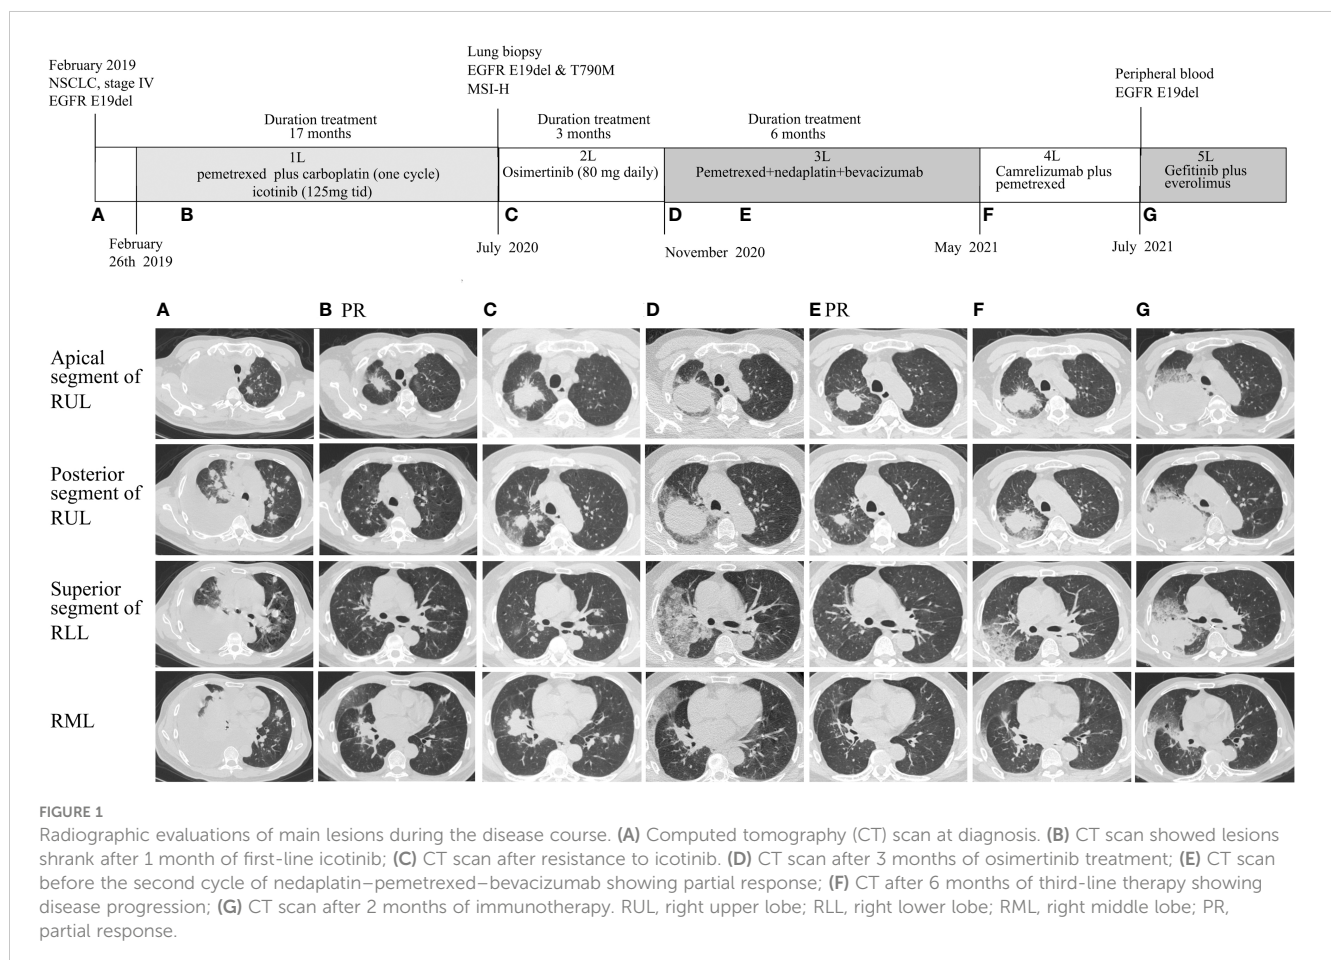 February 2019
NSCLC, stage IV
EGFR E19del
Lung biopsy
EGFR E19del & T790M
MSI-H
Peripheral blood
EGFR E19del
Duration treatment
17 months
Duration treatment
3 months
Duration treatment
6 months
1L
pemetrexed plus carboplatin (one cycle)
icotinib (125mg tid)
2L
Osimertinib (80 mg daily)
3L
Pemetrexed+nedaplatin+bevacizumab
4L
Camrelizumab plus
pemetrexed
5L
Gefitinib plus
everolimus
A B C D E F G
February
26th 2019
July 2020
November 2020
May 2021
July 2021
A B PR C D E PR F G
Apical
segment of
RUL
Posterior
segment of
RUL
Superior
segment of
RLL
RML
FIGURE 1
Radiographic evaluations of main lesions during the disease course. (A) Computed tomography (CT) scan at diagnosis. (B) CT scan showed lesions
shrank after 1 month of first-line icotinib; (C) CT scan after resistance to icotinib. (D) CT scan after 3 months of osimertinib treatment; (E) CT scan
before the second cycle of nedaplatin–pemetrexed–bevacizumab showing partial response; (F) CT after 6 months of third-line therapy showing
disease progression; (G) CT scan after 2 months of immunotherapy. RUL, right upper lobe; RLL, right lower lobe; RML, right middle lobe; PR,
partial response.